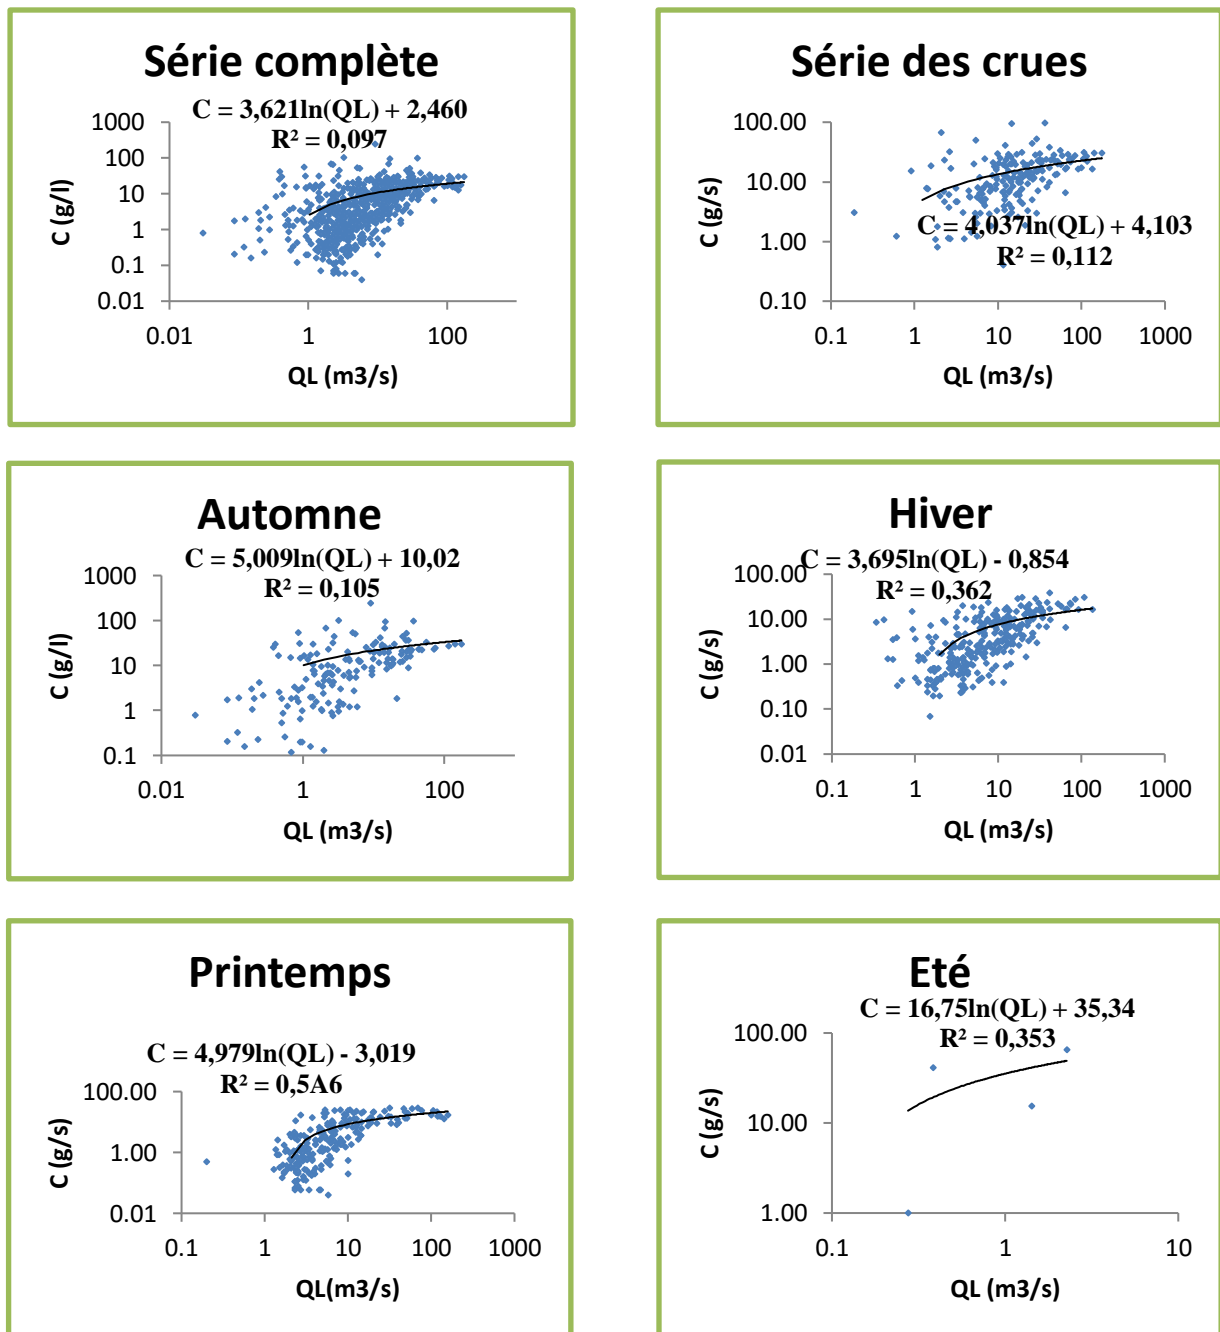 Série complète
C = 3,621ln(QL) + 2,460
R² = 0,097
1000
100
10
1
0.1
0.01
C (g/l)
0.01 1 100
QL (m3/s)
Série des crues
100.00
10.00
1.00
0.10
C (g/s)
C = 4,037ln(QL) + 4,103
R² = 0,112
0.1 1 10 100 1000
QL (m3/s)
Automne
C = 5,009ln(QL) + 10,02
R² = 0,105
1000
100
10
1
0.1
C (g/l)
0.01 1 100
QL (m3/s)
Hiver
C = 3,695ln(QL) - 0,854
R² = 0,362
100.00
10.00
1.00
0.10
0.01
C (g/s)
0.1 1 10 100 1000
QL (m3/s)
Printemps
C = 4,979ln(QL) - 3,019
R² = 0,5A6
100.00
1.00
0.01
C (g/s)
0.1 1 10 100 1000
QL(m3/s)
Eté
C = 16,75ln(QL) + 35,34
R² = 0,353
100.00
10.00
1.00
C (g/s)
0.1 1 10
QL (m3/s)